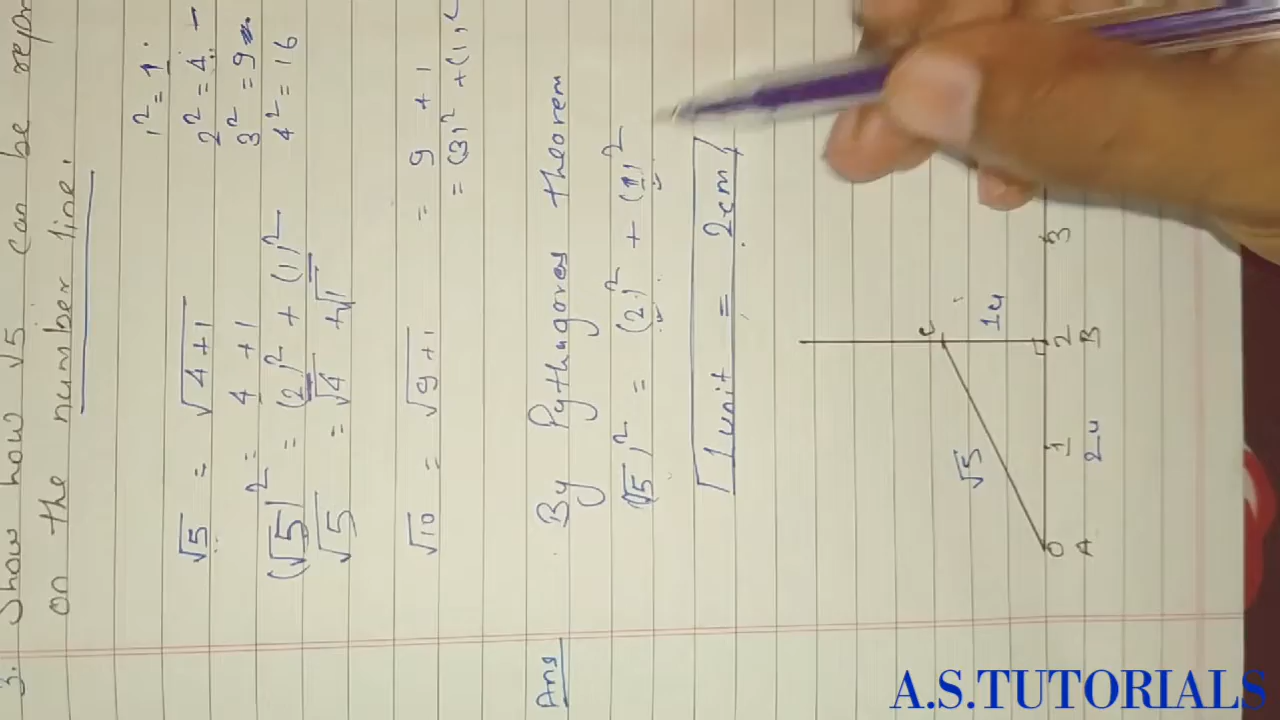 3. Show how √5 can be repr
on the number line.
1² = 1.
√5 = √4+1
2² = 4
= 4 + 1
3² = 9
(√5)² = (2)² + (1)²
4² = 16
√5 = √4 + √1
√10 = √9+1 = 9 + 1
= (3)² + (1)²
Ans By Pythagores theorem
(√5)² = (2)² + (1)²
1 unit = 2cm
C
√5
1u
0 1 2 3
A 2u B
A.S.TUTORIALS